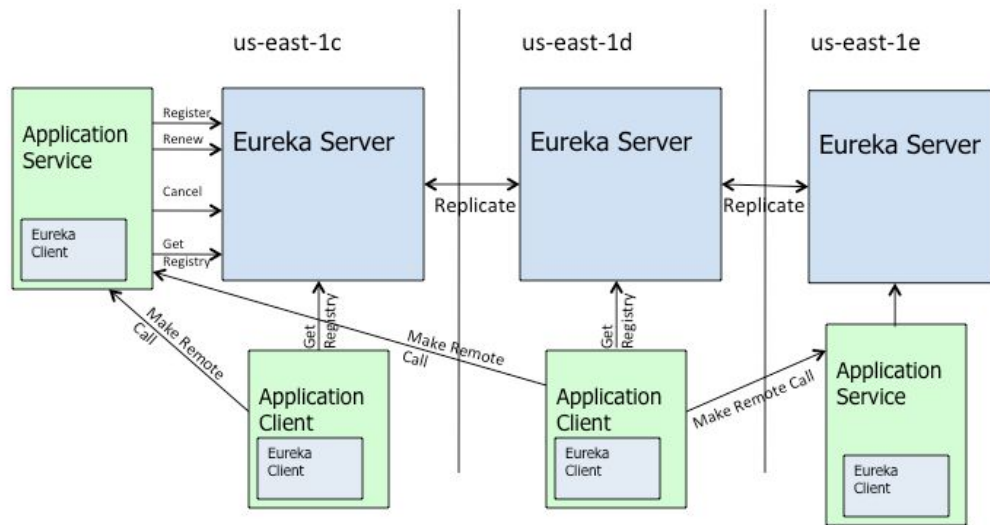 us-east-1c
us-east-1d
us-east-1e
Application
Service
Eureka
Client
Register
Renew
Cancel
Get
Registry
Eureka Server
Replicate
Eureka Server
Replicate
Eureka Server
Make Remote
Call
Get
Registry
Make Remote
Call
Get
Registry
Make Remote Call
Application
Client
Eureka
Client
Application
Client
Eureka
Client
Application
Service
Eureka
Client